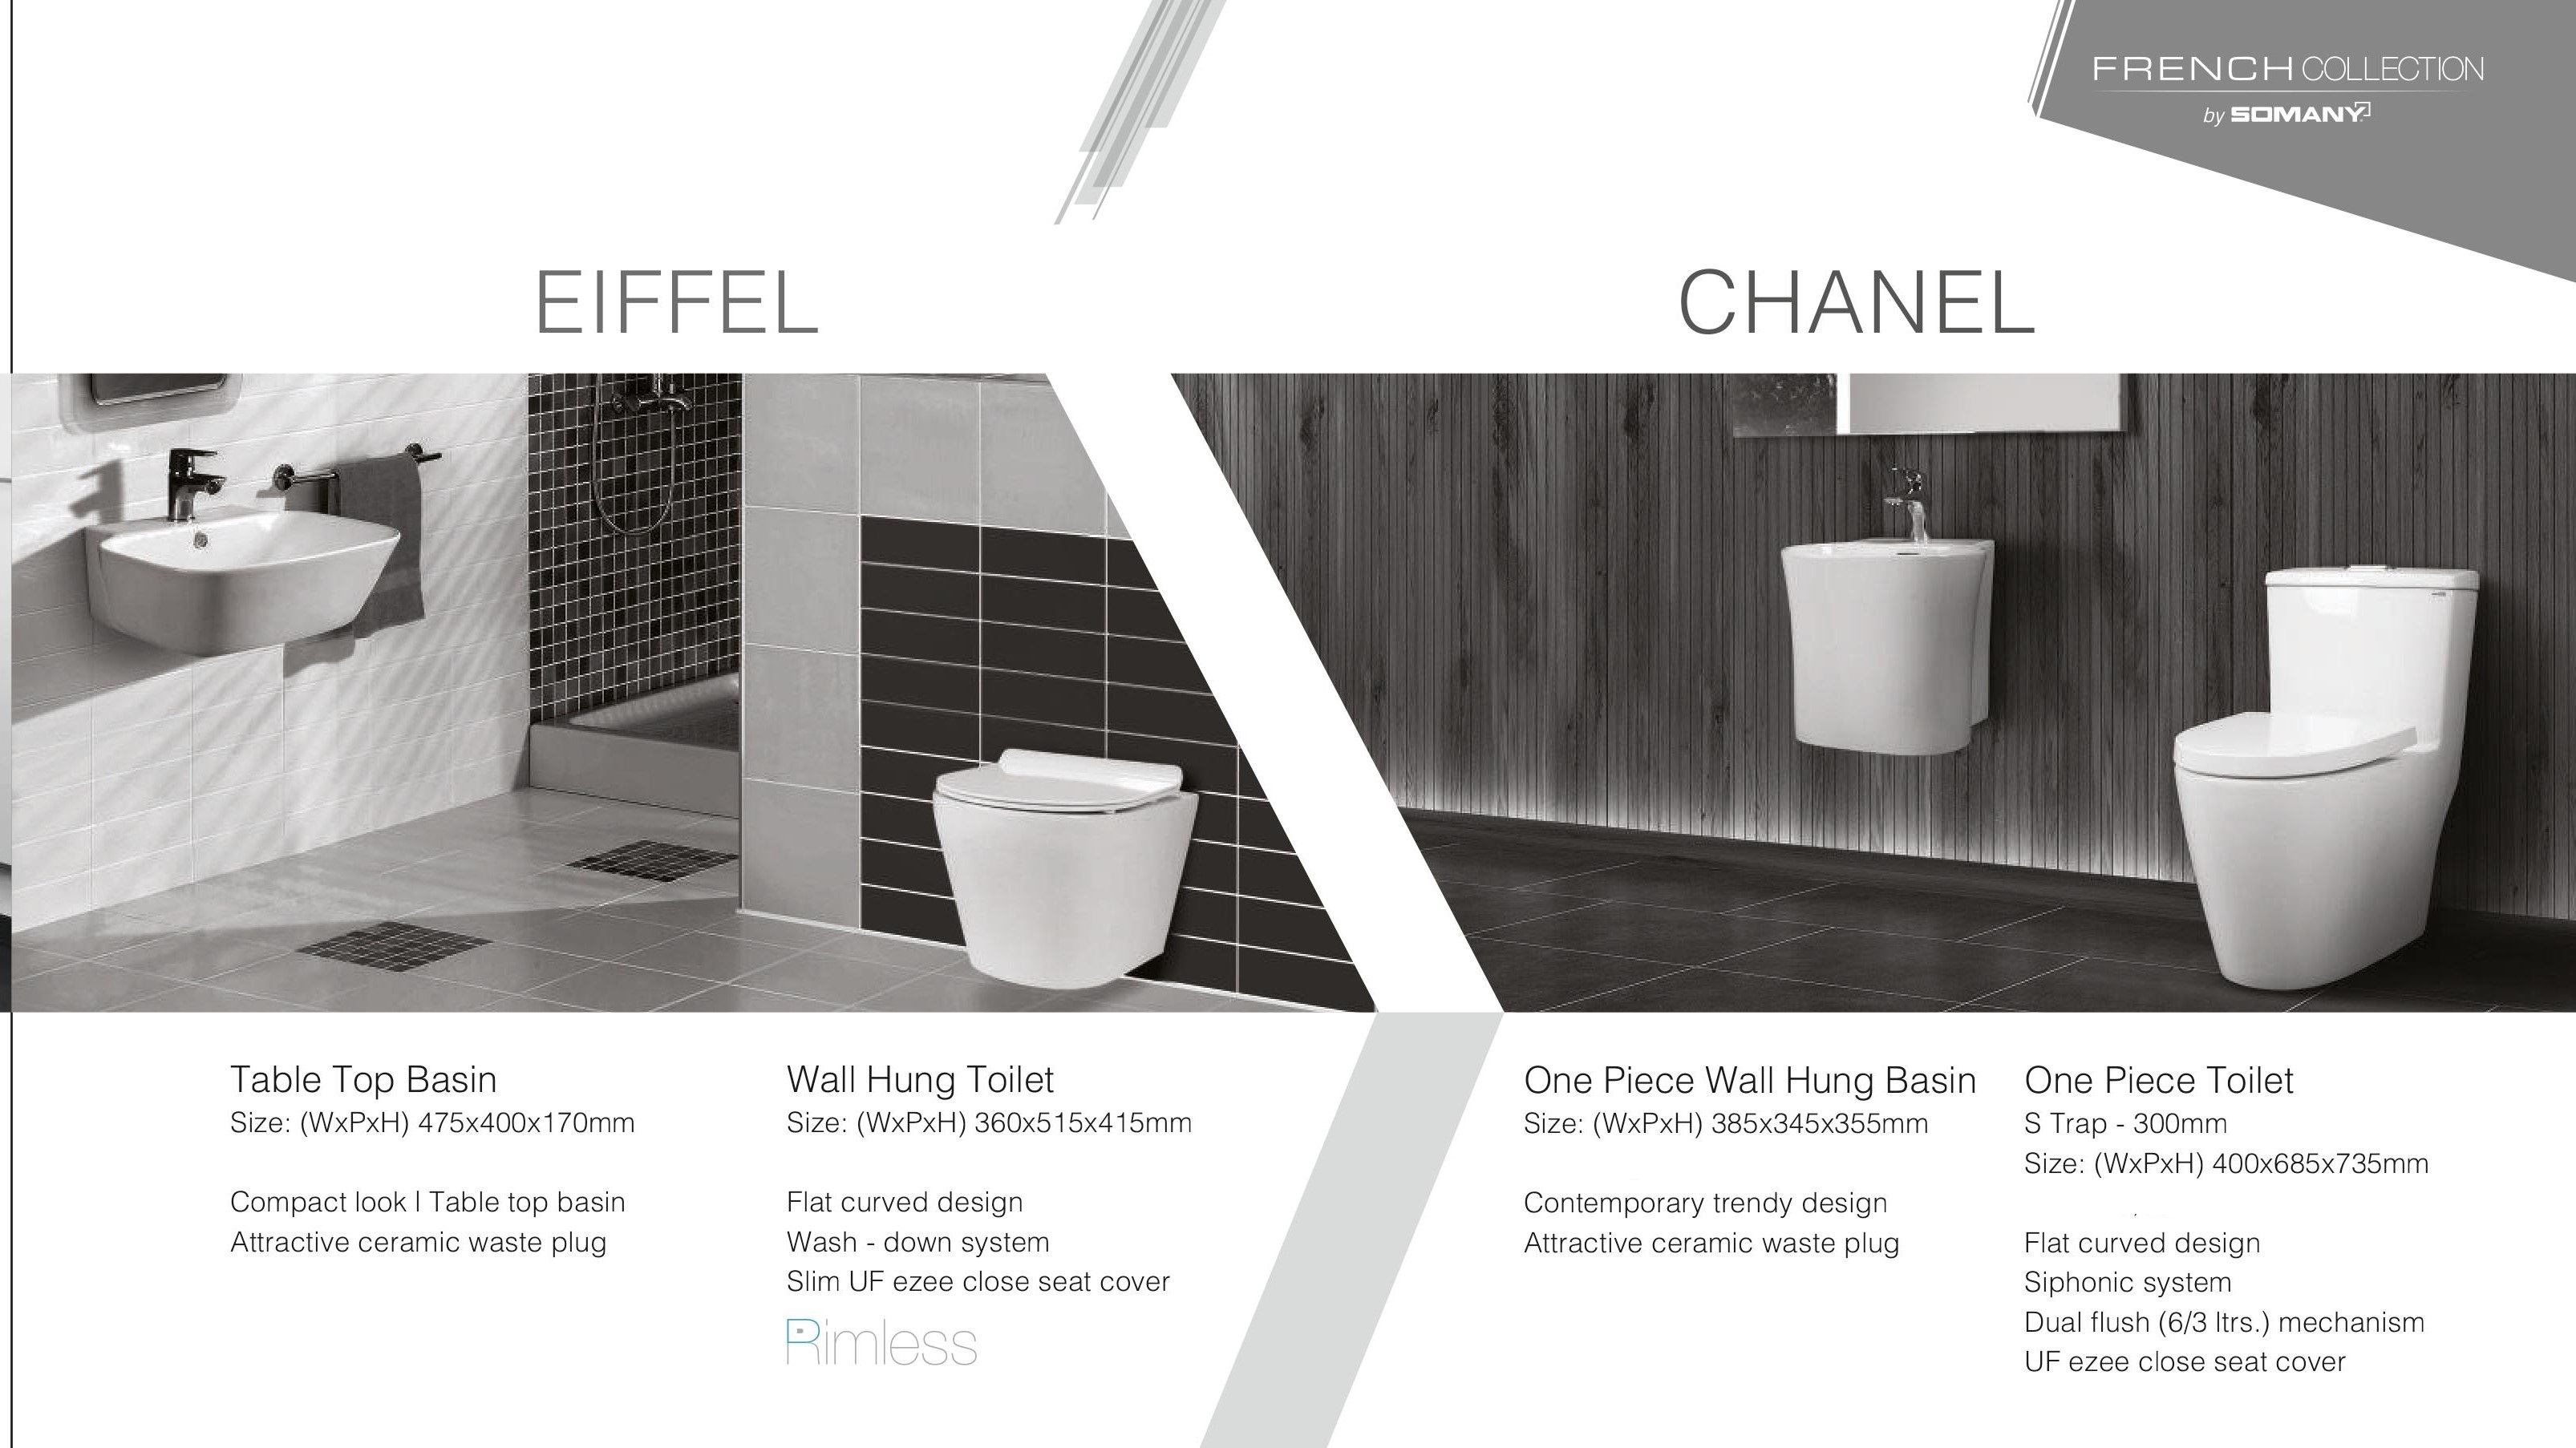 FRENCH COLLECTION
by SOMANY
EIFFEL
CHANEL
Table Top Basin
Size: (WxPxH) 475x400x170mm
Compact look l Table top basin
Attractive ceramic waste plug
Wall Hung Toilet
Size: (WxPxH) 360x515x415mm
Flat curved design
Wash - down system
Slim UF ezee close seat cover
Rimless
One Piece Wall Hung Basin
Size: (WxPxH) 385x345x355mm
Contemporary trendy design
Attractive ceramic waste plug
One Piece Toilet
S Trap - 300mm
Size: (WxPxH) 400x685x735mm
Flat curved design
Siphonic system
Dual flush (6/3 ltrs.) mechanism
UF ezee close seat cover